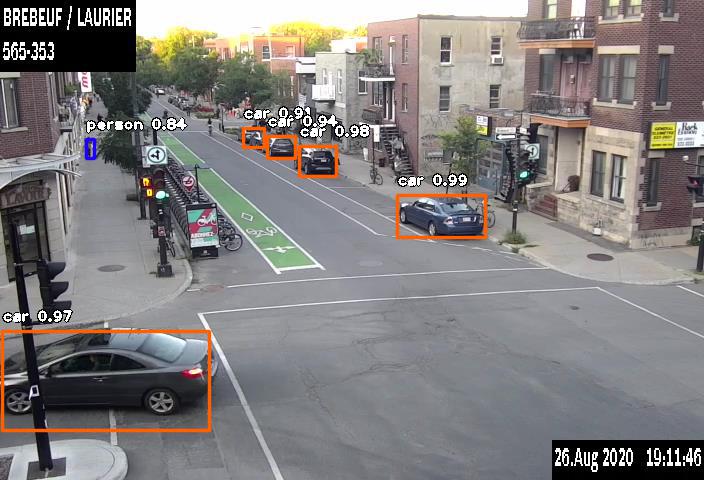 BREBEUF / LAURIER
565-353
person 0.84
car 0.91
car 0.94
car 0.98
car 0.99
car 0.97
26.Aug 2020 19:11:46